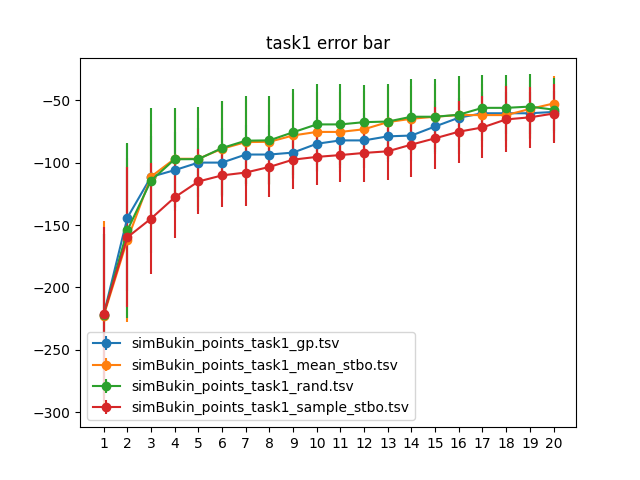 task1 error bar
−50
−100
−150
−200
−250
−300
simBukin_points_task1_gp.tsv
simBukin_points_task1_mean_stbo.tsv
simBukin_points_task1_rand.tsv
simBukin_points_task1_sample_stbo.tsv
1 2 3 4 5 6 7 8 9 10 11 12 13 14 15 16 17 18 19 20